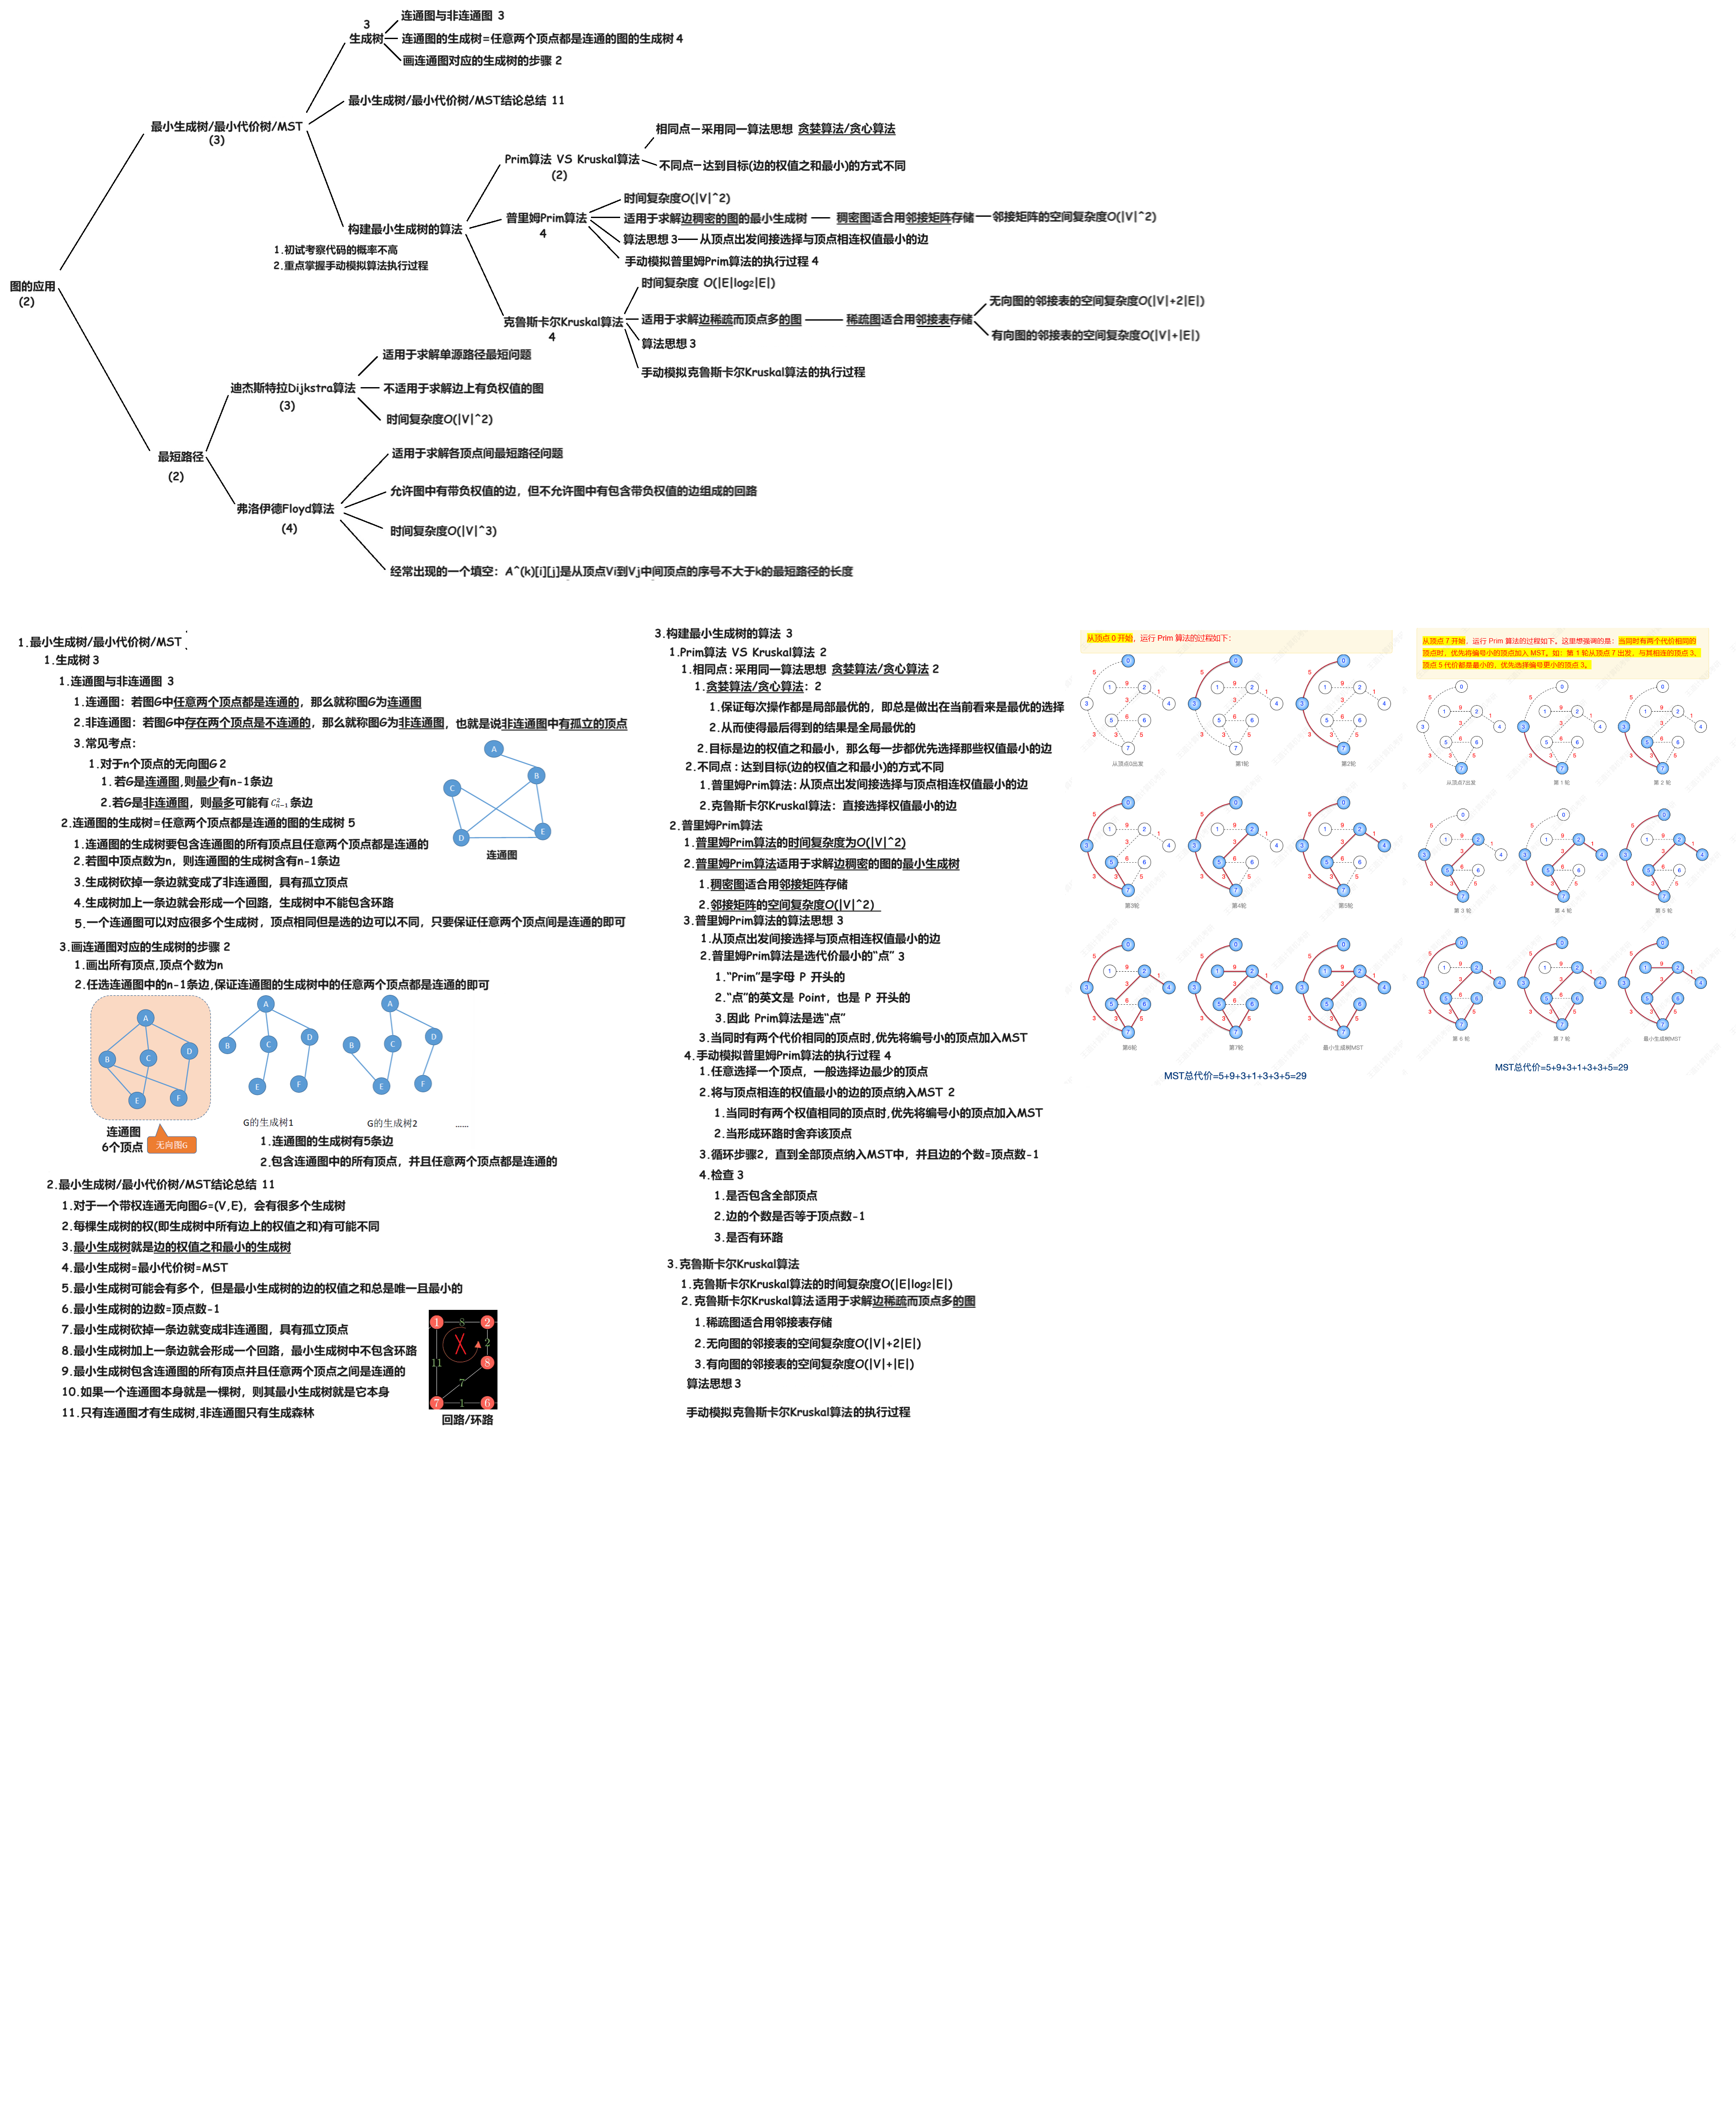 3
连通图与非连通图 3
生成树
连通图的生成树=任意两个顶点都是连通的图的生成树 4
画连通图对应的生成树的步骤 2
最小生成树/最小代价树/MST结论总结 11
最小生成树/最小代价树/MST
(3)
相同点—采用同一算法思想 贪婪算法/贪心算法
Prim算法 VS Kruskal算法
(2)
不同点—达到目标(边的权值之和最小)的方式不同
时间复杂度O(|V|^2)
普里姆Prim算法
4
适用于求解边稠密的图的最小生成树
稠密图适合用邻接矩阵存储
邻接矩阵的空间复杂度O(|V|^2)
构建最小生成树的算法
算法思想 3
从顶点出发间接选择与顶点相连权值最小的边
1.初试考察代码的概率不高
2.重点掌握手动模拟算法执行过程
手动模拟普里姆Prim算法的执行过程 4
图的应用
(2)
时间复杂度 O(|E|log2|E|)
无向图的邻接表的空间复杂度O(|V|+2|E|)
克鲁斯卡尔Kruskal算法
4
适用于求解边稀疏而顶点多的图
稀疏图适合用邻接表存储
有向图的邻接表的空间复杂度O(|V|+|E|)
算法思想 3
手动模拟克鲁斯卡尔Kruskal算法的执行过程
适用于求解单源路径最短问题
迪杰斯特拉Dijkstra算法
(3)
不适用于求解边上有负权值的图
时间复杂度O(|V|^2)
最短路径
(2)
适用于求解各顶点间最短路径问题
允许图中有带负权值的边，但不允许图中有包含带负权值的边组成的回路
弗洛伊德Floyd算法
(4)
时间复杂度O(|V|^3)
经常出现的一个填空：A^(k)[i][j]是从顶点Vi到Vj中间顶点的序号不大于k的最短路径的长度
1.最小生成树/最小代价树/MST
1.生成树 3
1.连通图与非连通图 3
1.连通图：若图G中任意两个顶点都是连通的，那么就称图G为连通图
2.非连通图：若图G中存在两个顶点是不连通的，那么就称图G为非连通图，也就是说非连通图中有孤立的顶点
3.常见考点：
1.对于n个顶点的无向图G 2
1.若G是连通图,则最少有n-1条边
2.若G是非连通图，则最多可能有 C²ₙ₋₁ 条边
A
B
C
D
E
连通图
2.连通图的生成树=任意两个顶点都是连通的图的生成树 5
1.连通图的生成树要包含连通图的所有顶点且任意两个顶点都是连通的
2.若图中顶点数为n，则连通图的生成树含有n-1条边
3.生成树砍掉一条边就变成了非连通图，具有孤立顶点
4.生成树加上一条边就会形成一个回路，生成树中不能包含环路
5.一个连通图可以对应很多个生成树，顶点相同但是选的边可以不同，只要保证任意两个顶点间是连通的即可
3.画连通图对应的生成树的步骤 2
1.画出所有顶点,顶点个数为n
2.任选连通图中的n-1条边,保证连通图的生成树中的任意两个顶点都是连通的即可
A
B C D
E F
A
B C D
E F
A
B C D
E F
G的生成树1
G的生成树2
......
连通图
6个顶点
无向图G
1.连通图的生成树有5条边
2.包含连通图中的所有顶点，并且任意两个顶点都是连通的
2.最小生成树/最小代价树/MST结论总结 11
1.对于一个带权连通无向图G=(V,E)，会有很多个生成树
2.每棵生成树的权(即生成树中所有边上的权值之和)有可能不同
3.最小生成树就是边的权值之和最小的生成树
4.最小生成树=最小代价树=MST
5.最小生成树可能会有多个，但是最小生成树的边的权值之和总是唯一且最小的
6.最小生成树的边数=顶点数-1
7.最小生成树砍掉一条边就变成非连通图，具有孤立顶点
8.最小生成树加上一条边就会形成一个回路，最小生成树中不包含环路
9.最小生成树包含连通图的所有顶点并且任意两个顶点之间是连通的
10.如果一个连通图本身就是一棵树，则其最小生成树就是它本身
11.只有连通图才有生成树,非连通图只有生成森林
1 8 2
2
11 8
7
7 1 6
回路/环路
3.构建最小生成树的算法 3
1.Prim算法 VS Kruskal算法 2
1.相同点：采用同一算法思想 贪婪算法/贪心算法 2
1.贪婪算法/贪心算法：2
1.保证每次操作都是局部最优的，即总是做出在当前看来是最优的选择
2.从而使得最后得到的结果是全局最优的
2.目标是边的权值之和最小，那么每一步都优先选择那些权值最小的边
2.不同点：达到目标(边的权值之和最小)的方式不同
1.普里姆Prim算法：从顶点出发间接选择与顶点相连权值最小的边
2.克鲁斯卡尔Kruskal算法：直接选择权值最小的边
2.普里姆Prim算法
1.普里姆Prim算法的时间复杂度为O(|V|^2)
2.普里姆Prim算法适用于求解边稠密的图的最小生成树
1.稠密图适合用邻接矩阵存储
2.邻接矩阵的空间复杂度O(|V|^2)
3.普里姆Prim算法的算法思想 3
1.从顶点出发间接选择与顶点相连权值最小的边
2.普里姆Prim算法是选代价最小的“点” 3
1.“Prim”是字母 P 开头的
2.“点”的英文是 Point，也是 P 开头的
3.因此 Prim算法是选“点”
3.当同时有两个代价相同的顶点时,优先将编号小的顶点加入MST
4.手动模拟普里姆Prim算法的执行过程 4
1.任意选择一个顶点，一般选择边最少的顶点
2.将与顶点相连的权值最小的边的顶点纳入MST 2
1.当同时有两个权值相同的顶点时,优先将编号小的顶点加入MST
2.当形成环路时舍弃该顶点
3.循环步骤2，直到全部顶点纳入MST中，并且边的个数=顶点数-1
4.检查 3
1.是否包含全部顶点
2.边的个数是否等于顶点数-1
3.是否有环路
3.克鲁斯卡尔Kruskal算法
1.克鲁斯卡尔Kruskal算法的时间复杂度O(|E|log2|E|)
2.克鲁斯卡尔Kruskal算法适用于求解边稀疏而顶点多的图
1.稀疏图适合用邻接表存储
2.无向图的邻接表的空间复杂度O(|V|+2|E|)
3.有向图的邻接表的空间复杂度O(|V|+|E|)
算法思想 3
手动模拟克鲁斯卡尔Kruskal算法的执行过程
从顶点 0 开始，运行 Prim 算法的过程如下：
从顶点0出发
第1轮
第2轮
第3轮
第4轮
第5轮
第6轮
第7轮
最小生成树MST
MST总代价=5+9+3+1+3+3+5=29
从顶点 7 开始，运行 Prim 算法的过程如下。这里想强调的是：当同时有两个代价相同的
顶点时，优先将编号小的顶点加入 MST。如：第 1 轮从顶点 7 出发，与其相连的顶点 3、
顶点 5 代价都是最小的，优先选择编号更小的顶点 3。
从顶点7出发
第 1 轮
第 2 轮
第 3 轮
第 4 轮
第 5 轮
第 6 轮
第 7 轮
最小生成树MST
MST总代价=5+9+3+1+3+3+5=29